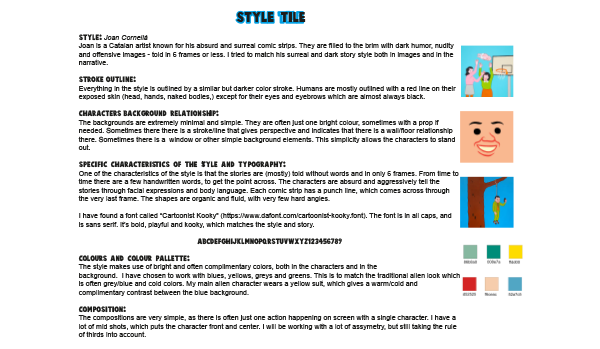 STYLE TILE
STYLE: Joan Cornellà
Joan is a Catalan artist known for his absurd and surreal comic strips. They are filled to the brim with dark humor, nudity
and offensive images - told in 6 frames or less. I tried to match his surreal and dark story style both in images and in the
narrative.
STROKE OUTLINE:
Everything in the style is outlined by a similar but darker color stroke. Humans are mostly outlined with a red line on their
exposed skin (head, hands, naked bodies,) except for their eyes and eyebrows which are almost always black.
CHARACTERS BACKGROUND RELATIONSHIP:
The backgrounds are extremely minimal and simple. They are often just one bright colour, sometimes with a prop if
needed. Sometimes there there is a stroke/line that gives perspective and indicates that there is a wall/floor relationship
there. Sometimes there is a window or other simple background elements. This simplicity allows the characters to stand
out.
SPECIFIC CHARACTERISTICS OF THE STYLE AND TYPOGRAPHY:
One of the characteristics of the style is that the stories are (mostly) told without words and in only 6 frames. From time to
time there are a few handwritten words, to get the point across. The characters are absurd and aggressively tell the
stories through facial expressions and body language. Each comic strip has a punch line, which comes across through
the very last frame. The shapes are organic and fluid, with very few hard angles.
I have found a font called "Cartoonist Kooky" (https://www.dafont.com/cartoonist-kooky.font). The font is in all caps, and
is sans serif. It's bold, playful and kooky, which matches the style and story.
ABCDEFGHIJKLMNOPQRSTUVWXYZ123456789
COLOURS AND COLOUR PALLETTE:
The style makes use of bright and often complimentary colors, both in the characters and in the
background. I have chosen to work with blues, yellows, greys and greens. This is to match the traditional alien look which
is often grey/blue and cold colors. My main alien character wears a yellow suit, which gives a warm/cold and
complimentary contrast between the blue background.
COMPOSITION:
The compositions are very simple, as there is often just one action happening on screen with a single character. I have a
lot of mid shots, which puts the character front and center. I will be working with a lot of assymetry, but still taking the rule
of thirds into account.